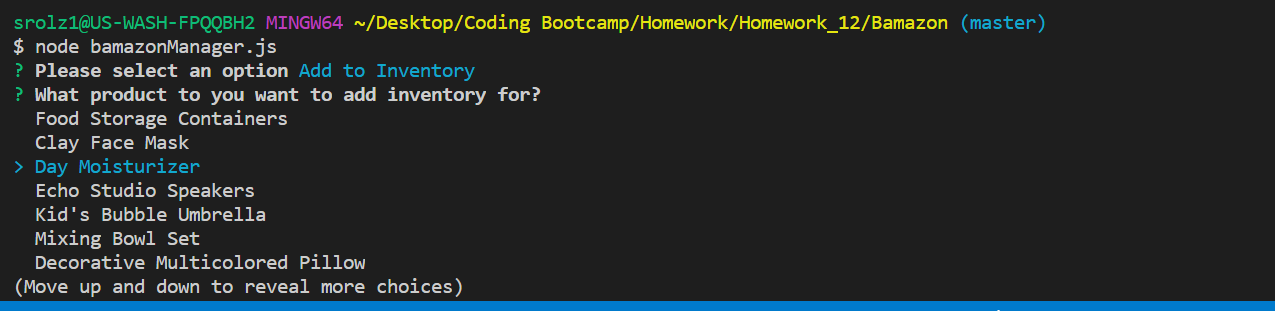 srolz1@US-WASH-FPQQBH2 MINGW64 ~/Desktop/Coding Bootcamp/Homework/Homework_12/Bamazon (master)
$ node bamazonManager.js
? Please select an option Add to Inventory
? What product to you want to add inventory for?
Food Storage Containers
Clay Face Mask
> Day Moisturizer
Echo Studio Speakers
Kid's Bubble Umbrella
Mixing Bowl Set
Decorative Multicolored Pillow
(Move up and down to reveal more choices)